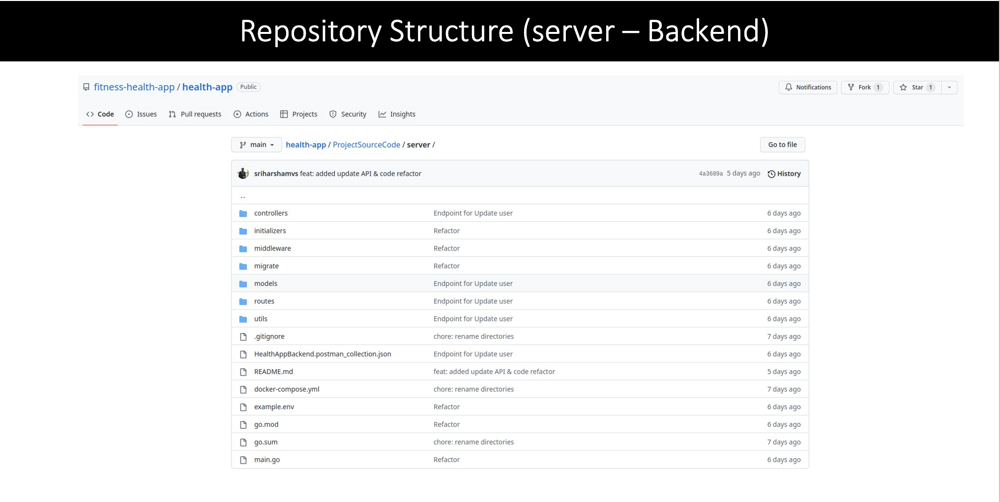 Repository Structure (server – Backend)
fitness-health-app / health-app Public Notifications Fork 1 Star 1
Code Issues Pull requests Actions Projects Security Insights
main health-app / ProjectSourceCode / server / Go to file
sriharshamvs feat: added update API & code refactor 4a3689a 5 days ago History
..
controllers Endpoint for Update user 6 days ago
initializers Refactor 6 days ago
middleware Refactor 6 days ago
migrate Refactor 6 days ago
models Endpoint for Update user 6 days ago
routes Endpoint for Update user 6 days ago
utils Endpoint for Update user 6 days ago
.gitignore chore: rename directories 7 days ago
HealthAppBackend.postman_collection.json Endpoint for Update user 6 days ago
README.md feat: added update API & code refactor 5 days ago
docker-compose.yml chore: rename directories 7 days ago
example.env Refactor 6 days ago
go.mod Refactor 6 days ago
go.sum chore: rename directories 7 days ago
main.go Refactor 6 days ago